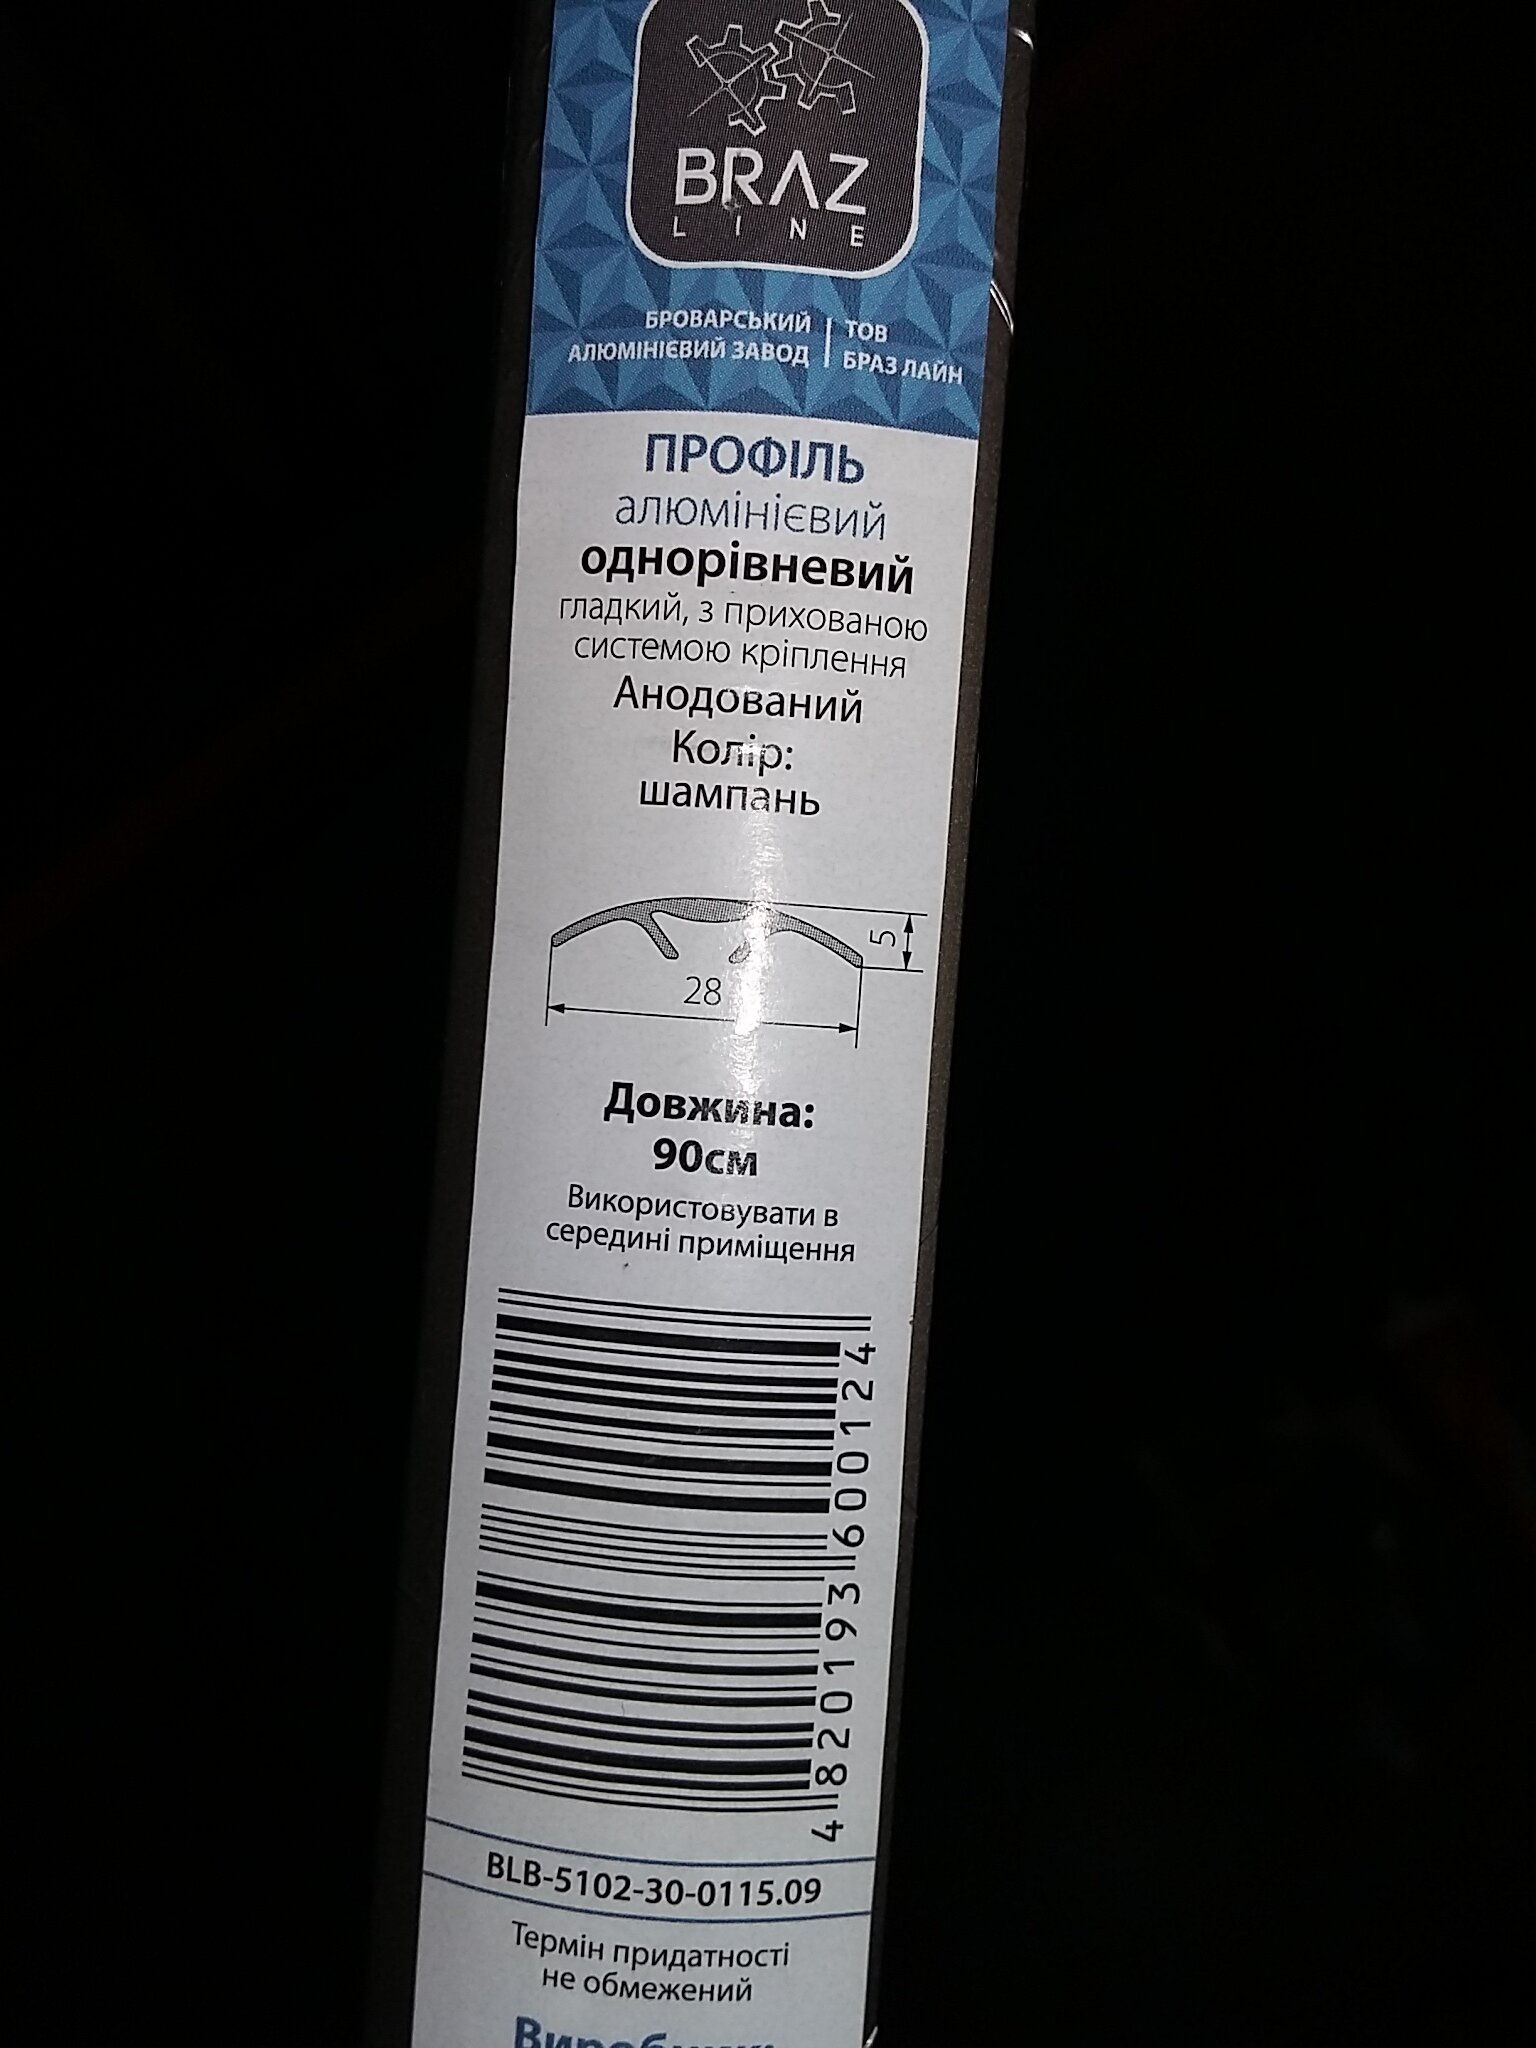 BRAZ
LINE
БРОВАРСЬКИЙ
АЛЮМІНІЄВИЙ ЗАВОД
ТОВ
БРАЗ ЛАЙН
ПРОФІЛЬ
алюмінієвий
однорівневий
гладкий, з прихованою
системою кріплення
Анодований
Колір:
шампань
5
28
Довжина:
90см
Використовувати в
середині приміщення
4820193600124
BLB-5102-30-0115.09
Термін придатності
не обмежений
Виробник: